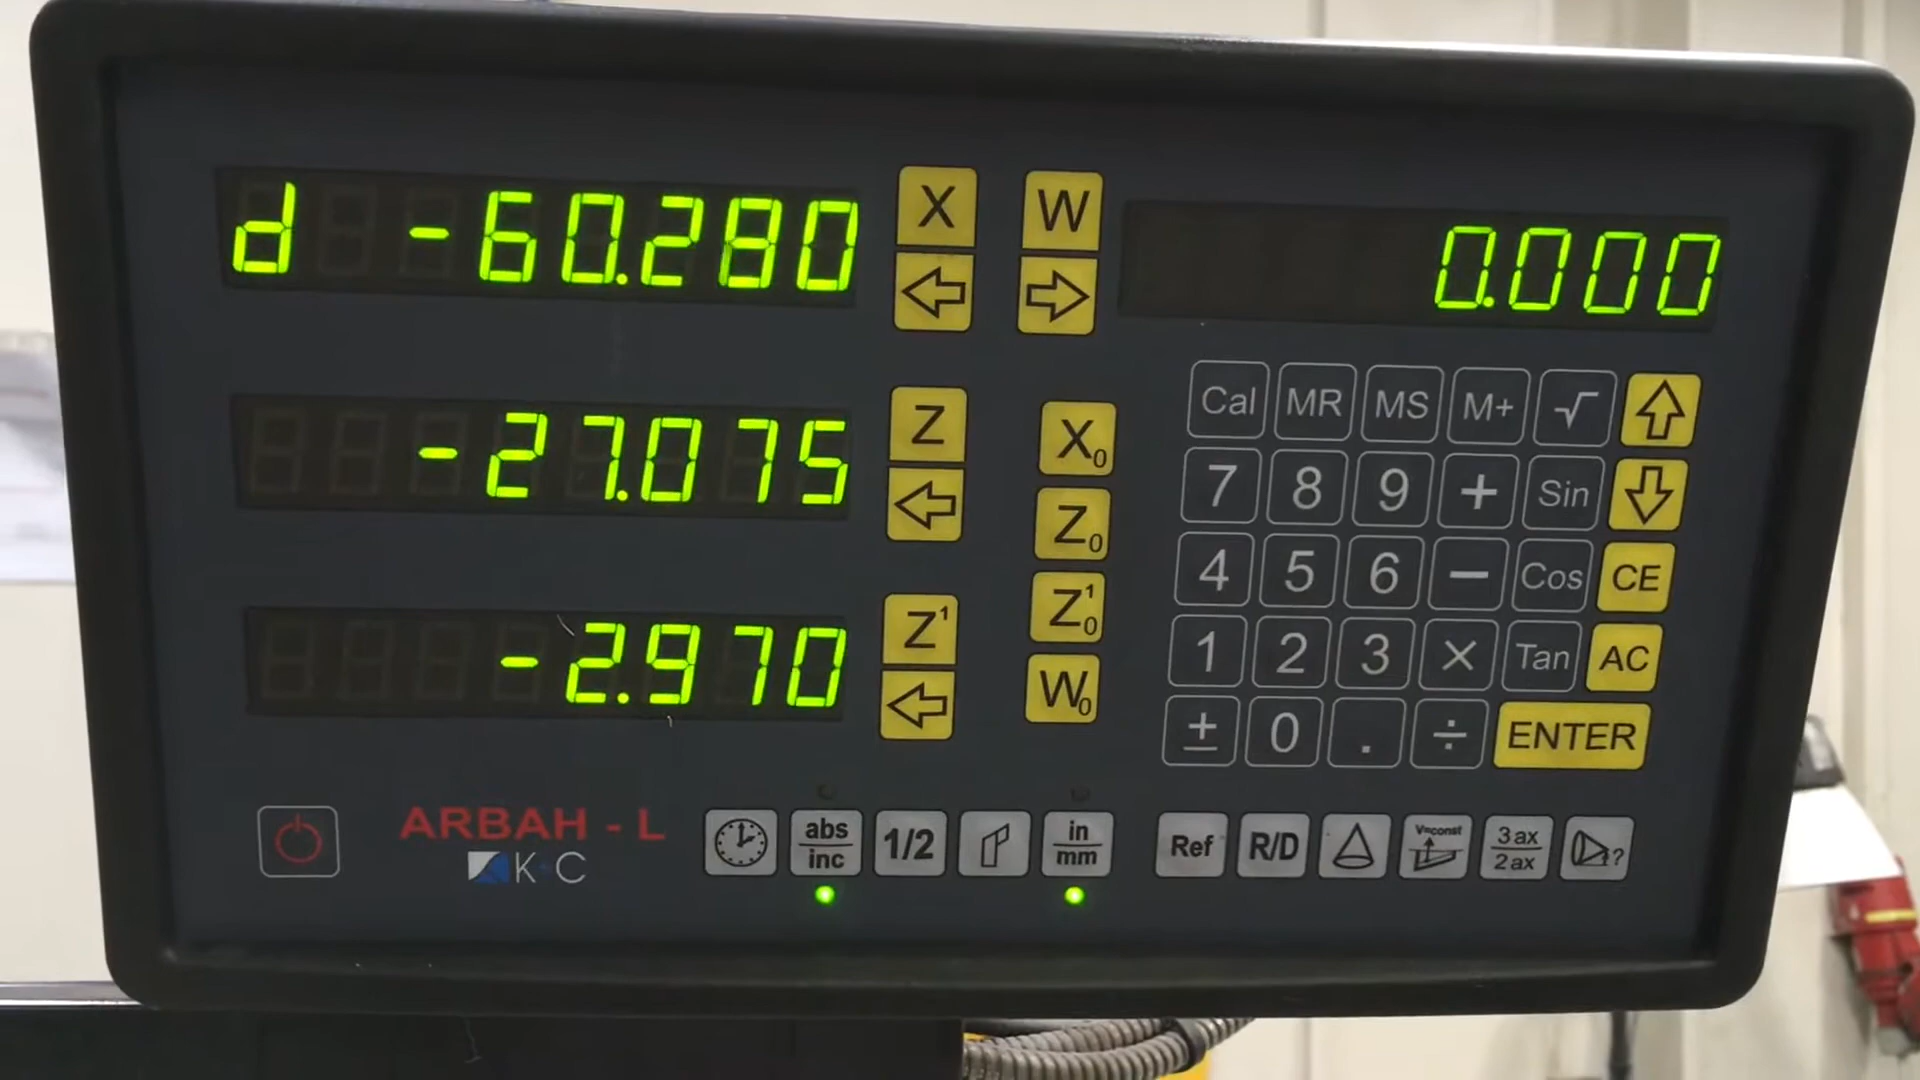 d -60.280 X W 0.000
-27.075 Z X₀ Cal MR MS M+ √
Z₀ 7 8 9 + Sin
-2.970 Z¹ Z¹₀ 4 5 6 − Cos CE
W₀ 1 2 3 × Tan AC
± 0 . ÷ ENTER
ARBAH - L
K C
abs
inc
1/2
in
mm
Ref
R/D
V=const
3 ax
2 ax
?